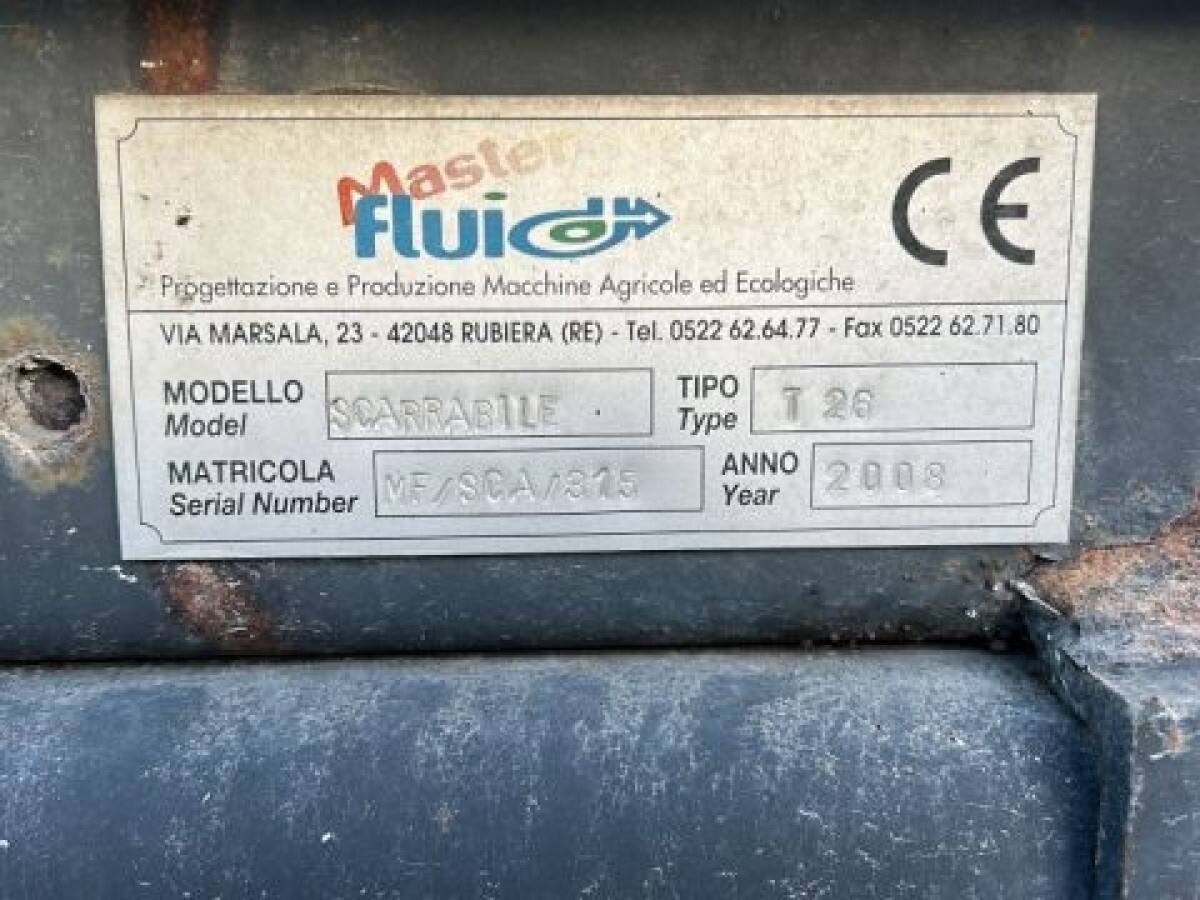 Master
fluid
CE
Progettazione e Produzione Macchine Agricole ed Ecologiche
VIA MARSALA, 23 - 42048 RUBIERA (RE) - Tel. 0522 62.64.77 - Fax 0522 62.71.80
MODELLO SCARRABILE TIPO T 26
Model Type
MATRICOLA MF/SCA/315 ANNO 2008
Serial Number Year